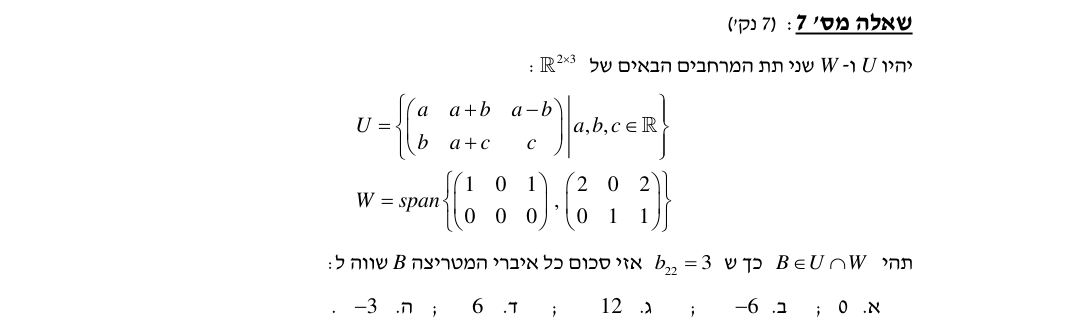 שאלה מס' 7 : (7 נק')
יהיו U ו- W שני תת המרחבים הבאים של ℝ^{2×3} :
U = { ( a a+b a−b ; b a+c c ) | a,b,c ∈ ℝ }
W = span { ( 1 0 1 ; 0 0 0 ) , ( 2 0 2 ; 0 1 1 ) }
תהי B ∈ U ∩ W כך ש b_{22} = 3 אזי סכום כל איברי המטריצה B שווה ל:
א. 0 ; ב. −6 ; ג. 12 ; ד. 6 ; ה. −3 .